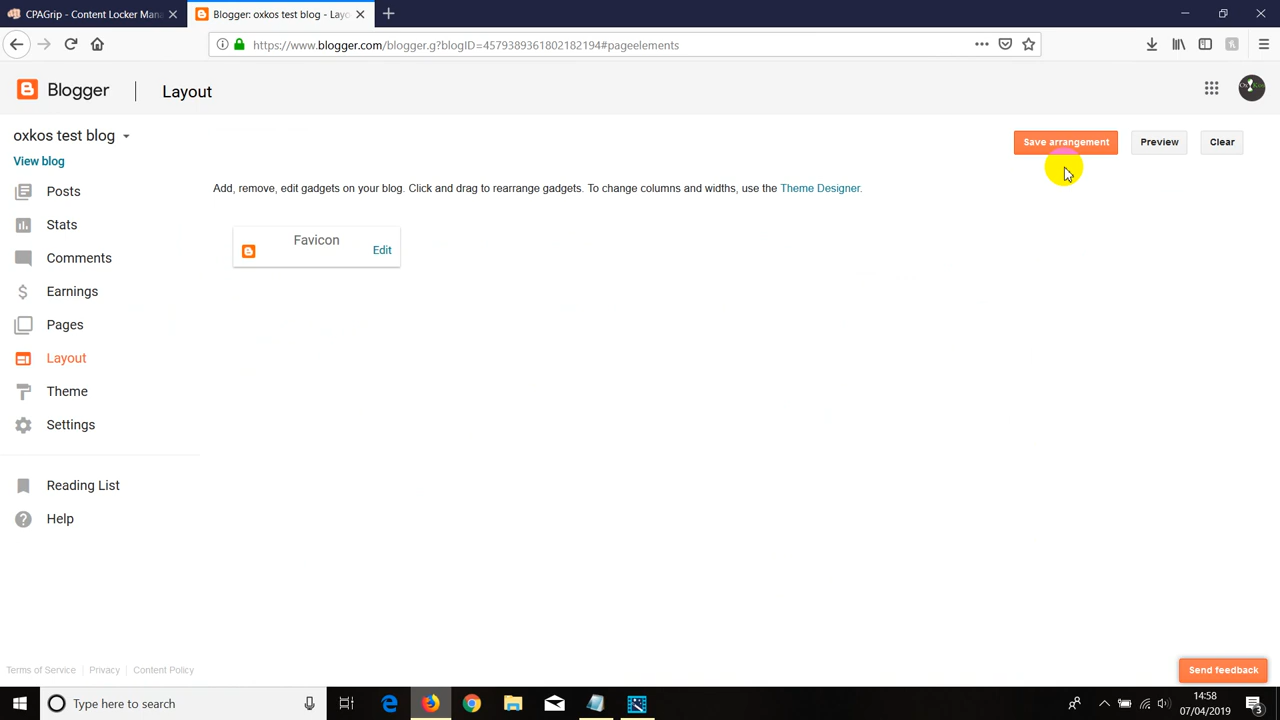 CPAGrip - Content Locker Mana
Blogger: oxkos test blog - Layo
https://www.blogger.com/blogger.g?blogID=4579389361802182194#pageelements
Blogger
Layout
oxkos test blog
View blog
Save arrangement
Preview
Clear
Posts
Add, remove, edit gadgets on your blog. Click and drag to rearrange gadgets. To change columns and widths, use the Theme Designer.
Stats
Favicon
Edit
Comments
Earnings
Pages
Layout
Theme
Settings
Reading List
Help
Terms of Service
Privacy
Content Policy
Send feedback
Type here to search
14:58
07/04/2019
3